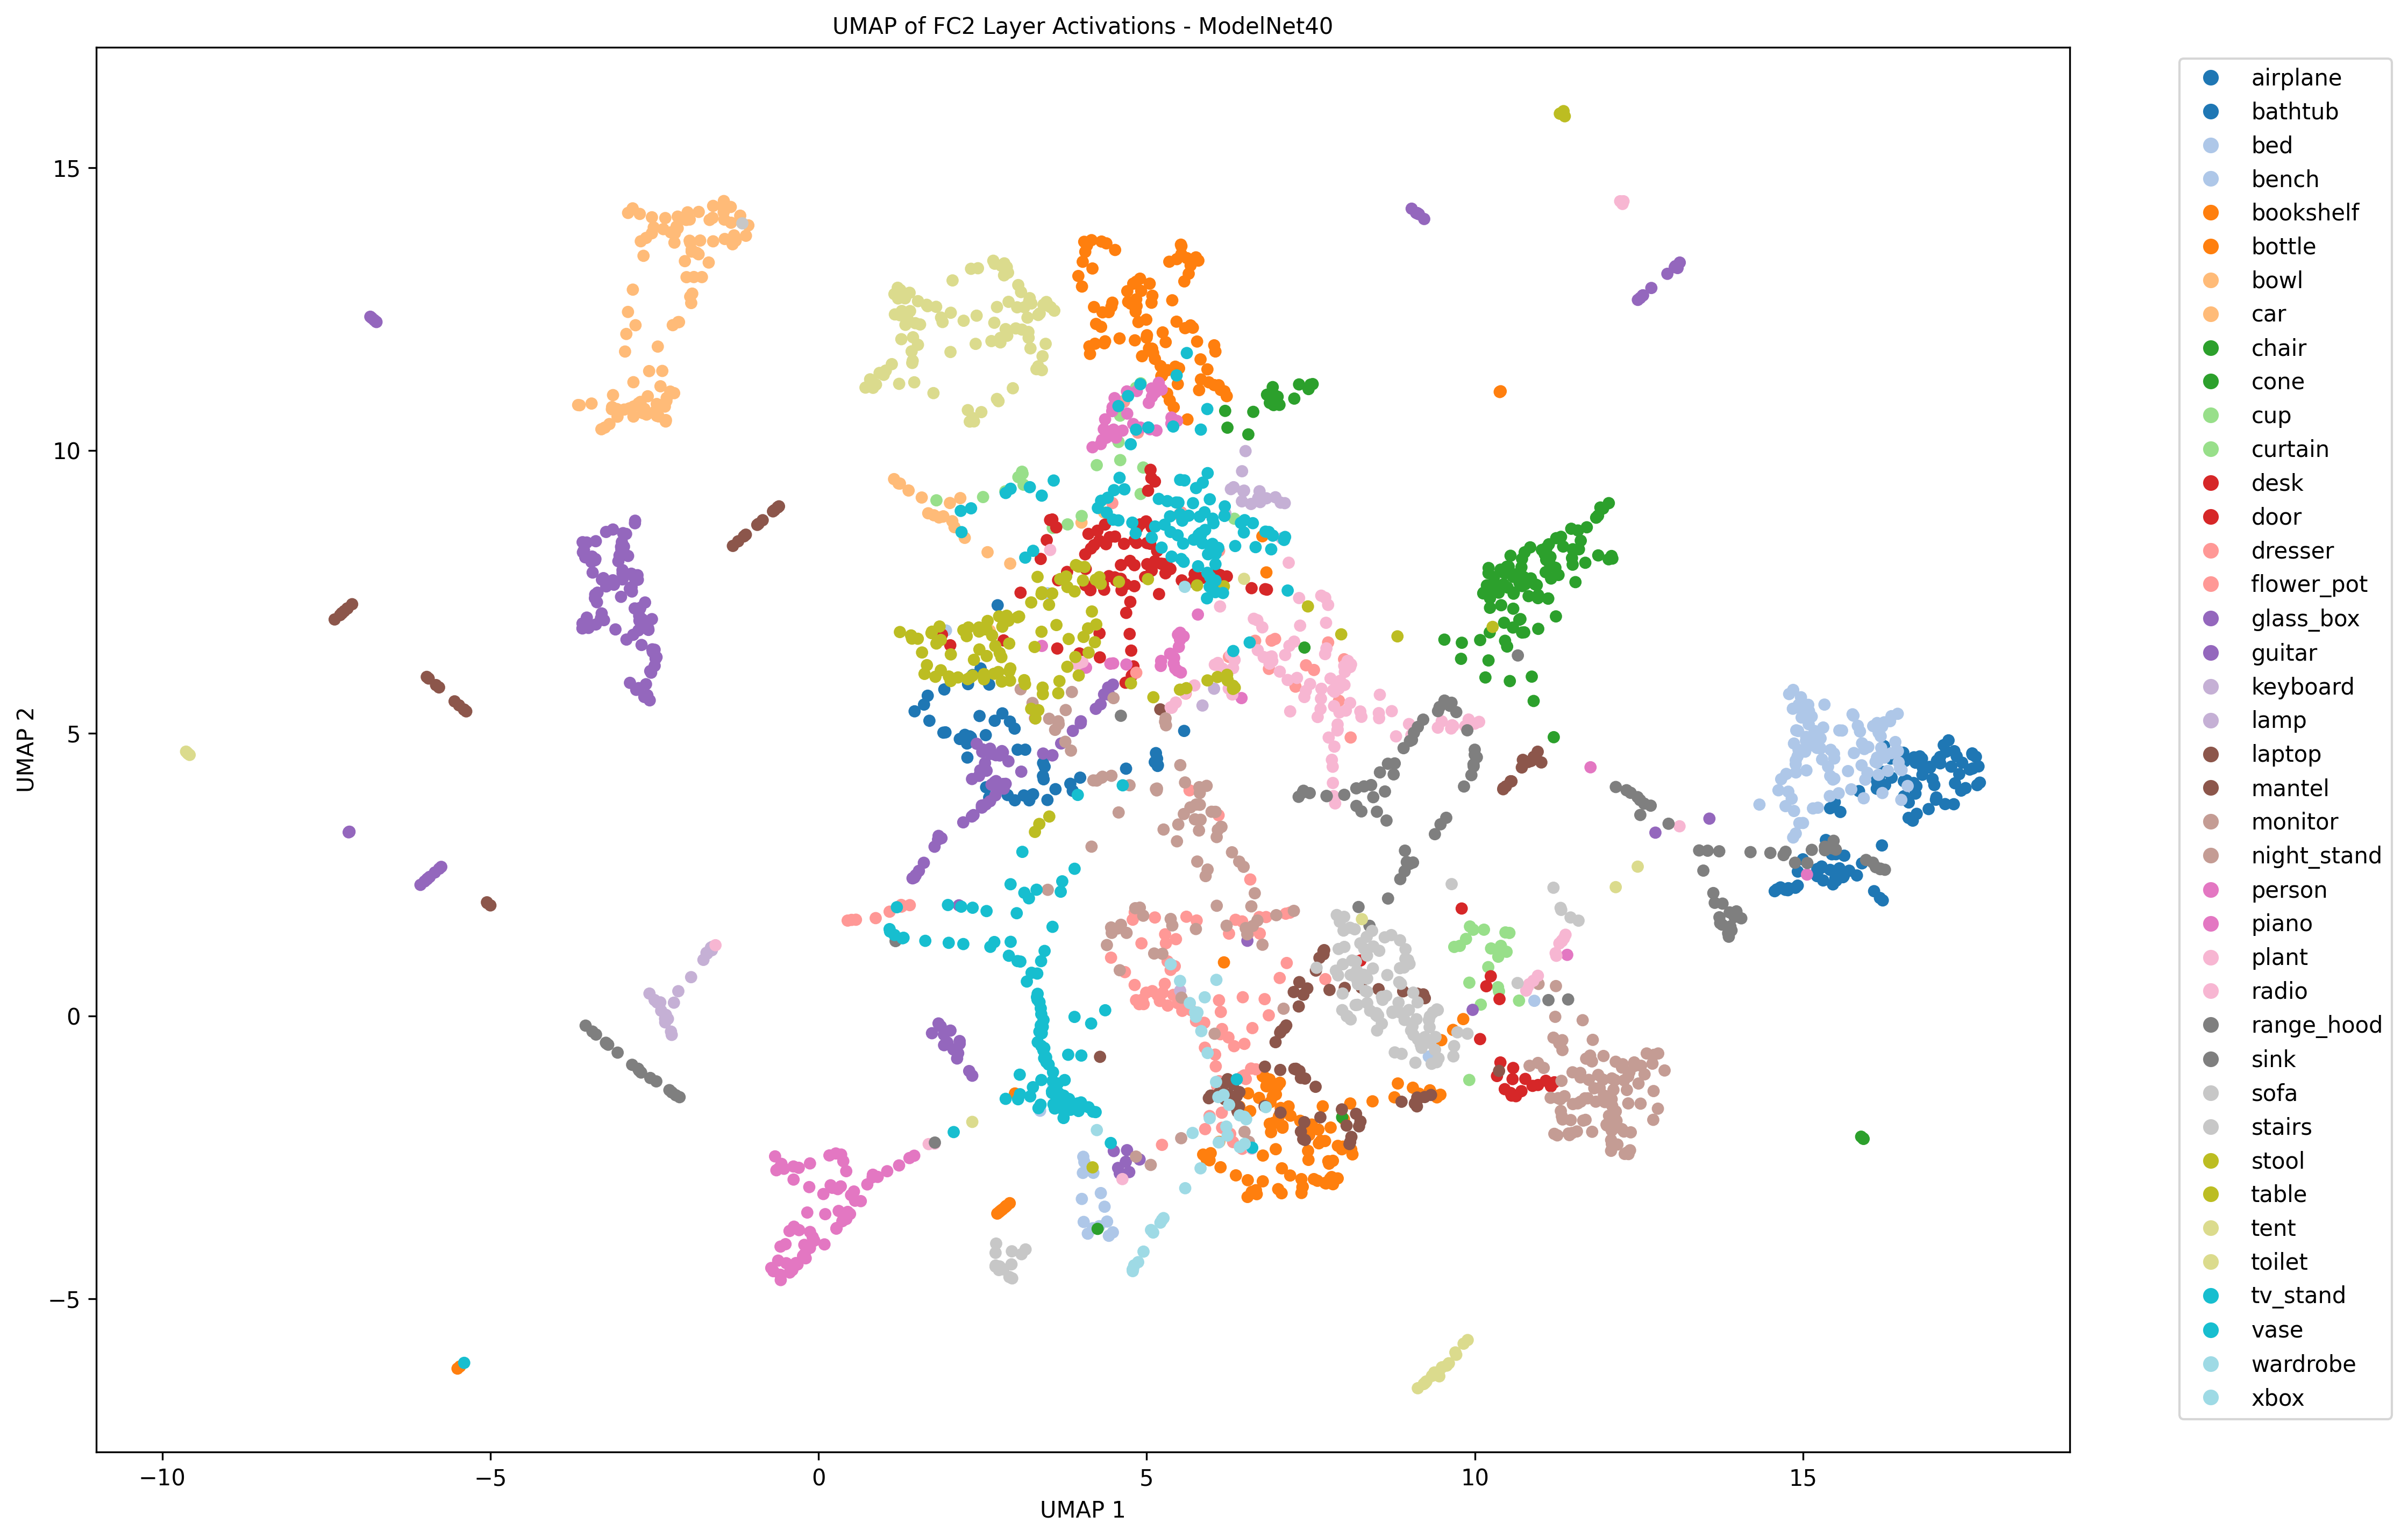 UMAP of FC2 Layer Activations - ModelNet40
UMAP 2
15
10
5
0
−5
−10
−5
0
5
10
15
UMAP 1
airplane
bathtub
bed
bench
bookshelf
bottle
bowl
car
chair
cone
cup
curtain
desk
door
dresser
flower_pot
glass_box
guitar
keyboard
lamp
laptop
mantel
monitor
night_stand
person
piano
plant
radio
range_hood
sink
sofa
stairs
stool
table
tent
toilet
tv_stand
vase
wardrobe
xbox